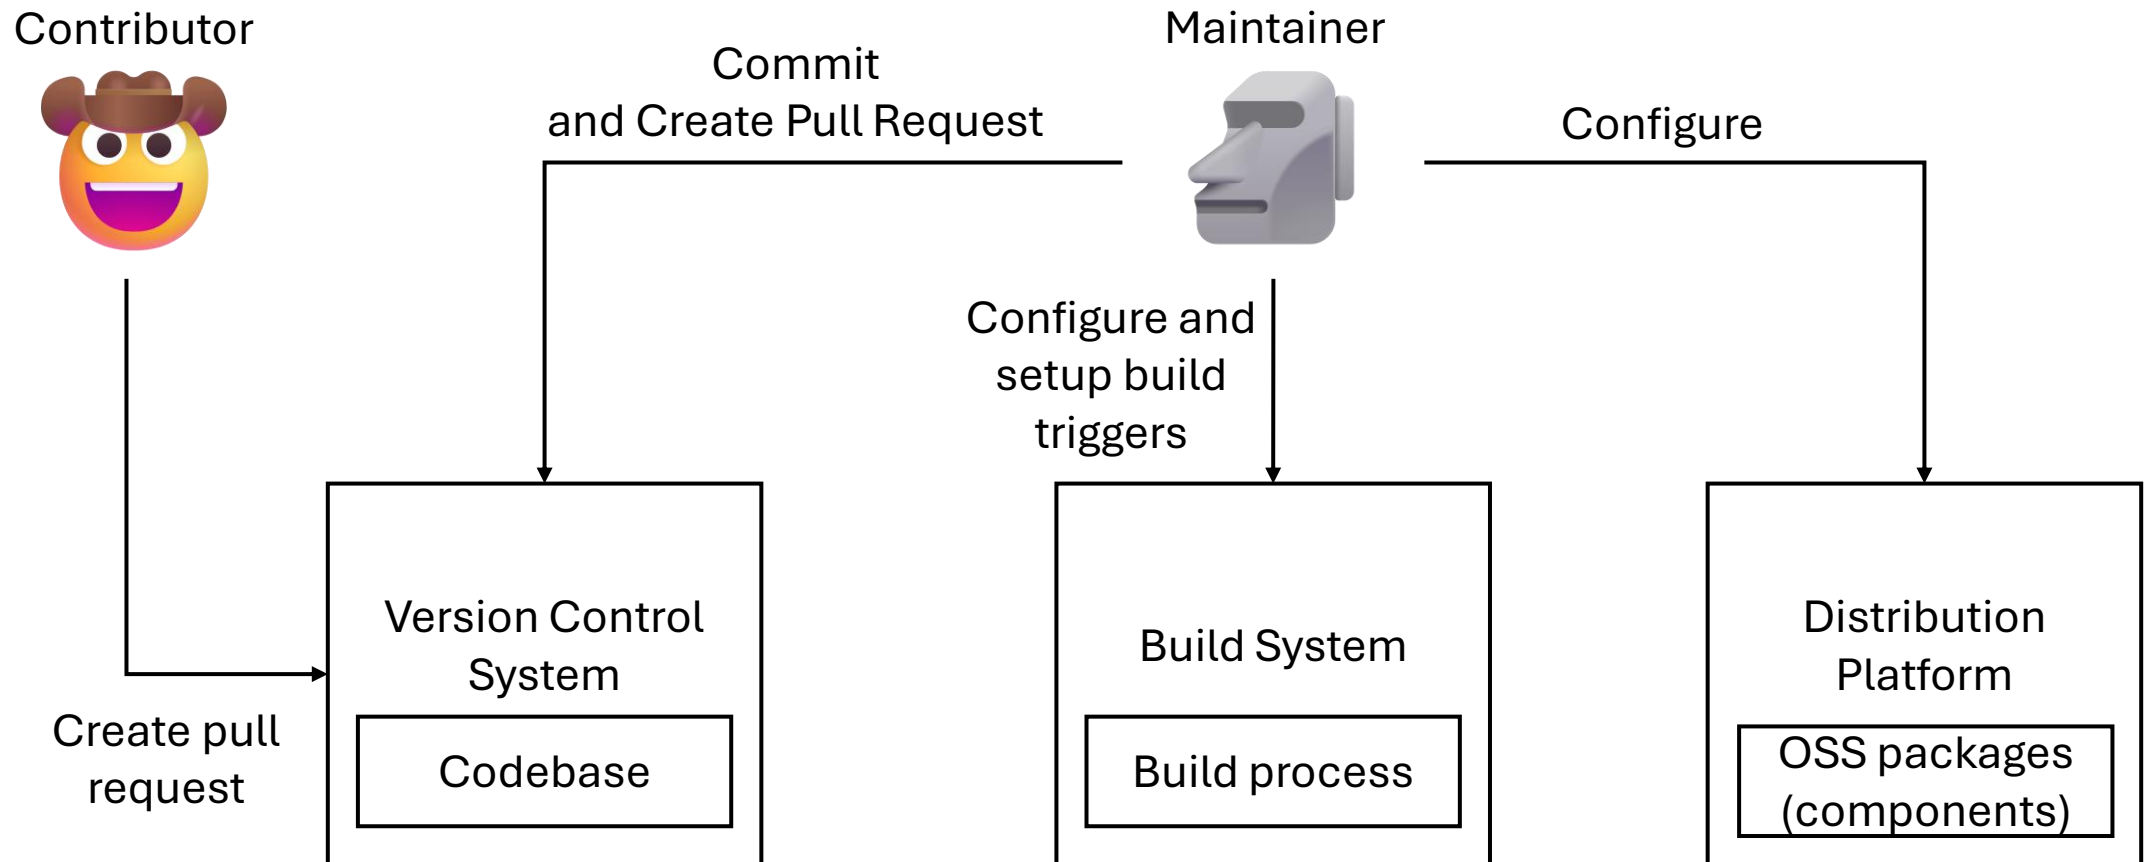 Contributor
Maintainer
Commit
and Create Pull Request
Configure
Configure and
setup build
triggers
Version Control
System
Build System
Distribution
Platform
Create pull
request
Codebase
Build process
OSS packages
(components)